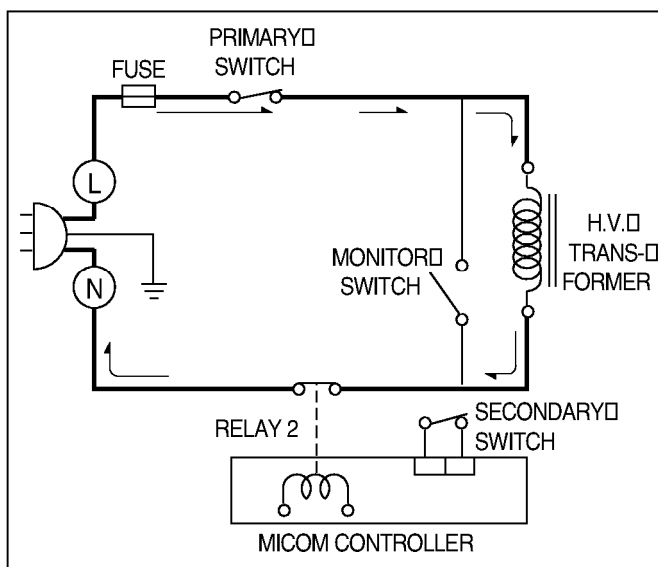 PRIMARY□
SWITCH
FUSE
L
N
MONITOR□
SWITCH
H.V.□
TRANS-□
FORMER
RELAY 2
SECONDARY□
SWITCH
MICOM CONTROLLER